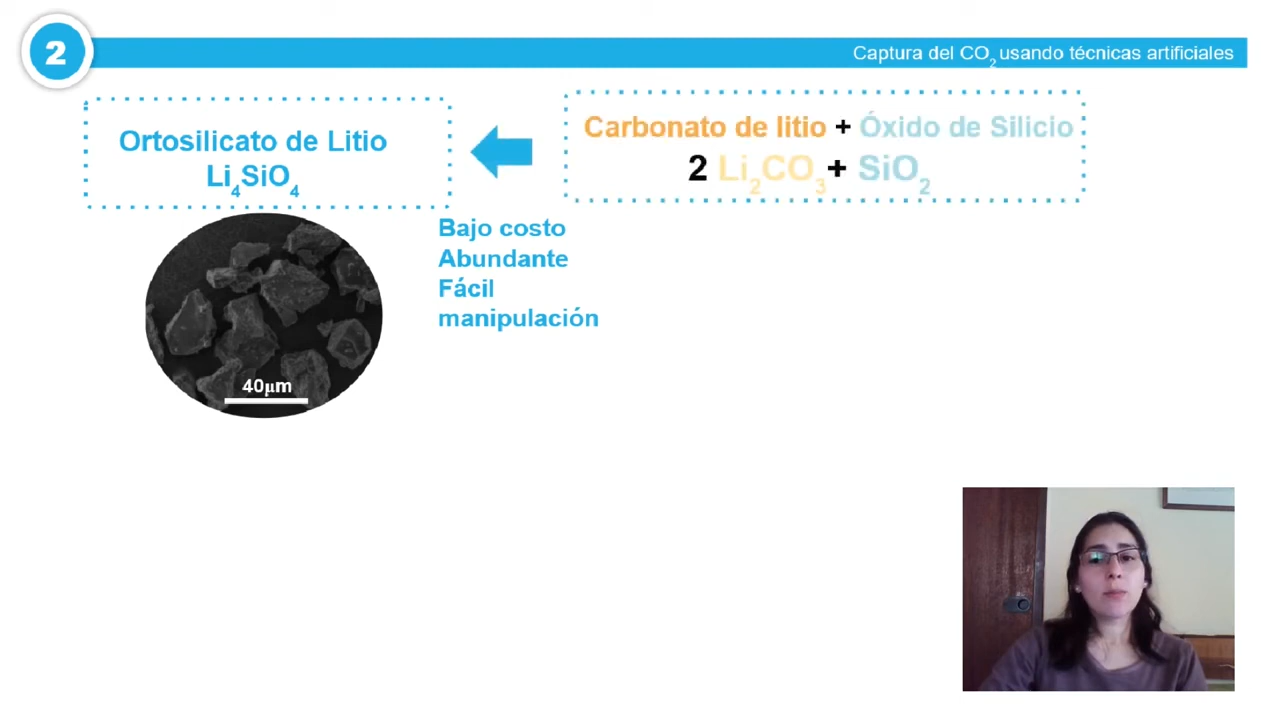 2
Captura del CO2 usando técnicas artificiales
Ortosilicato de Litio
Li4SiO4
Carbonato de litio + Óxido de Silicio
2 Li2CO3 + SiO2
Bajo costo
Abundante
Fácil
manipulación
40μm